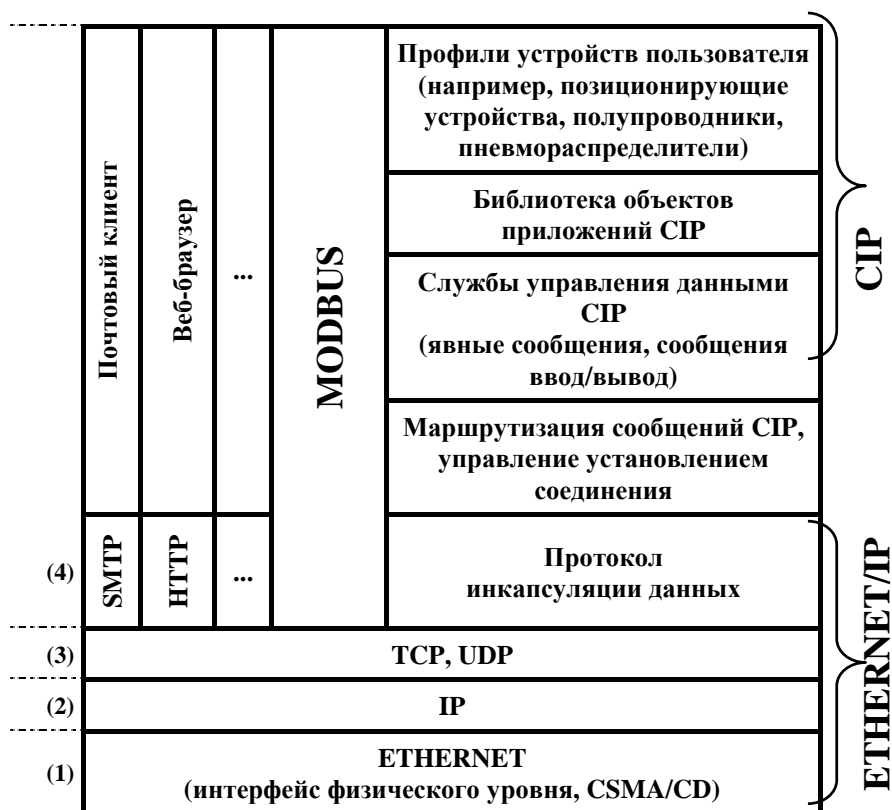 Профили устройств пользователя
(например, позиционирующие
устройства, полупроводники,
пневмораспределители)
Библиотека объектов
приложений CIP
Службы управления данными
CIP
(явные сообщения, сообщения
ввод/вывод)
Маршрутизация сообщений CIP,
управление установлением
соединения
Почтовый клиент
Веб-браузер
...
MODBUS
CIP
(4)
SMTP
HTTP
...
Протокол
инкапсуляции данных
ETHERNET/IP
(3)
TCP, UDP
(2)
IP
(1)
ETHERNET
(интерфейс физического уровня, CSMA/CD)